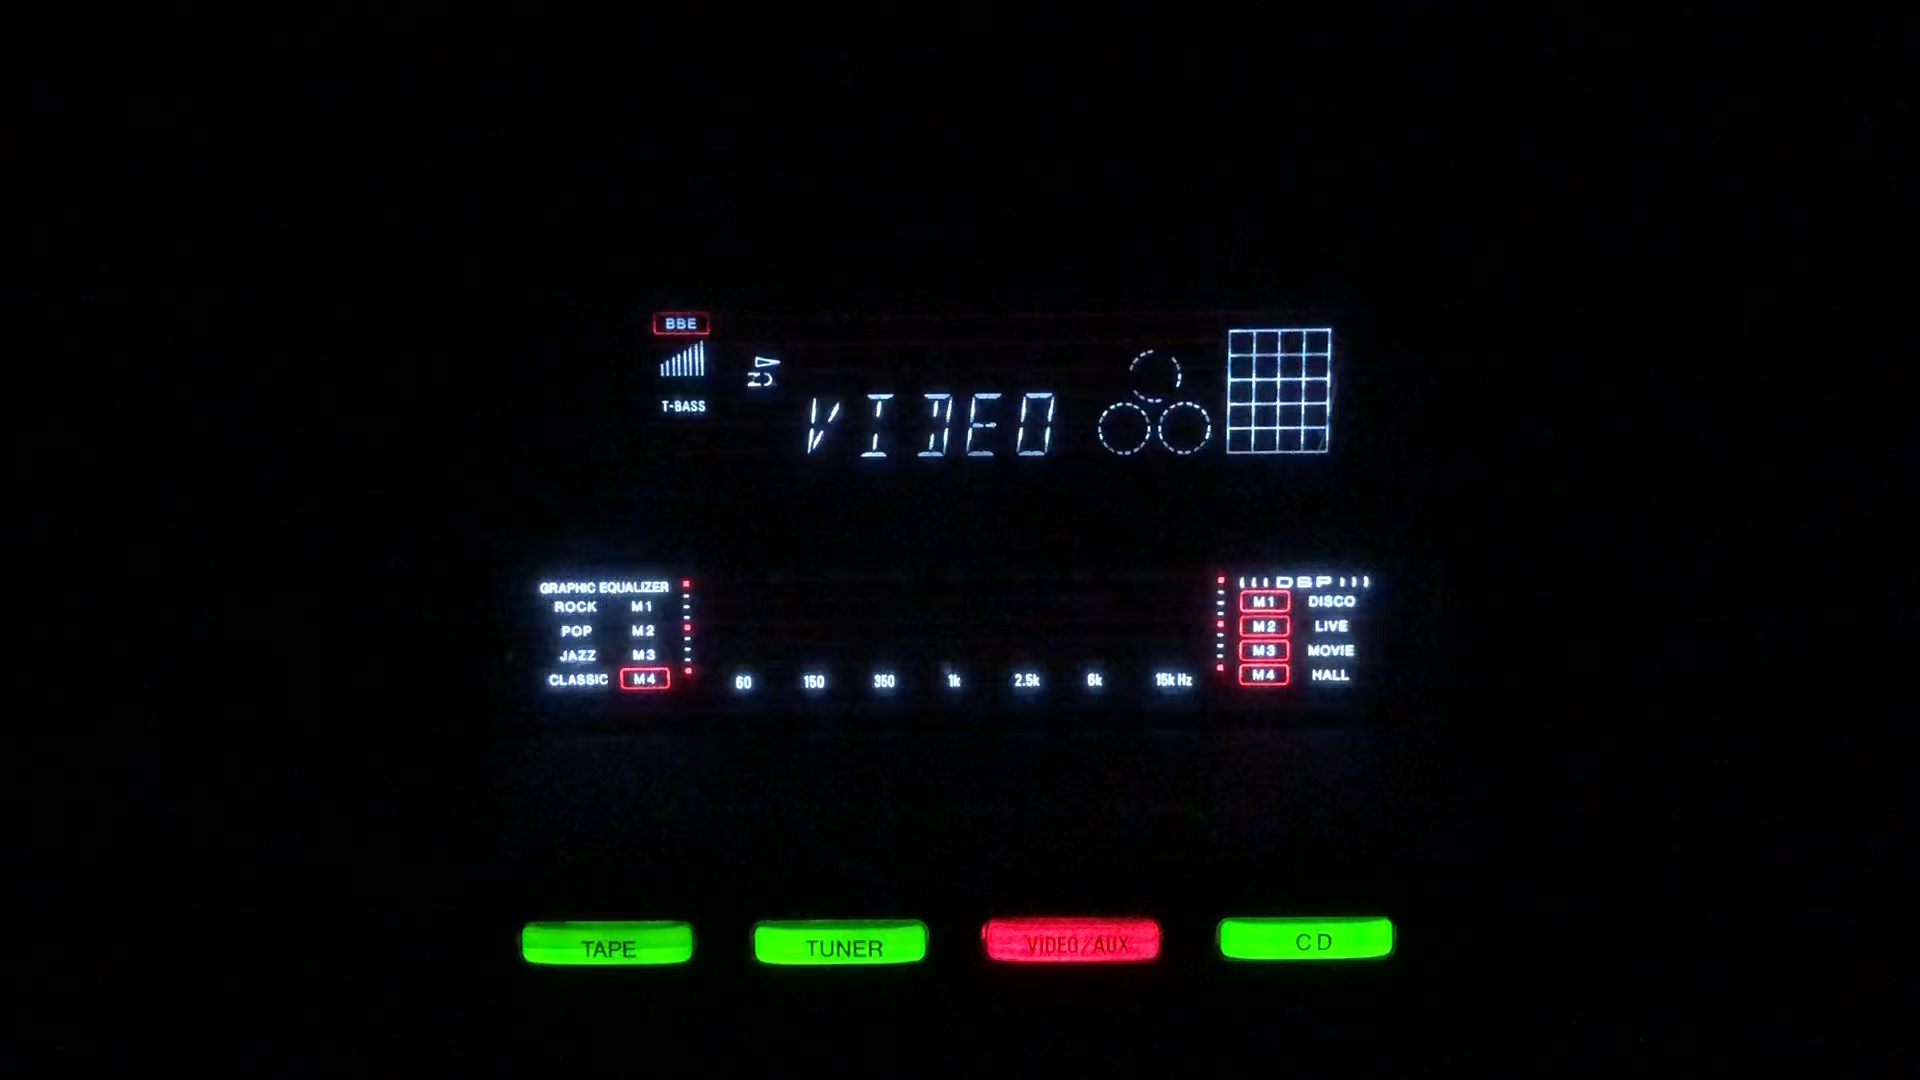 BBE
T-BASS
VIDEO
GRAPHIC EQUALIZER
ROCK M1
POP M2
JAZZ M3
CLASSIC M4
60 150 350 1k 2.5k 6k 15k Hz
DSP
M1 DISCO
M2 LIVE
M3 MOVIE
M4 HALL
TAPE TUNER VIDEO/AUX CD